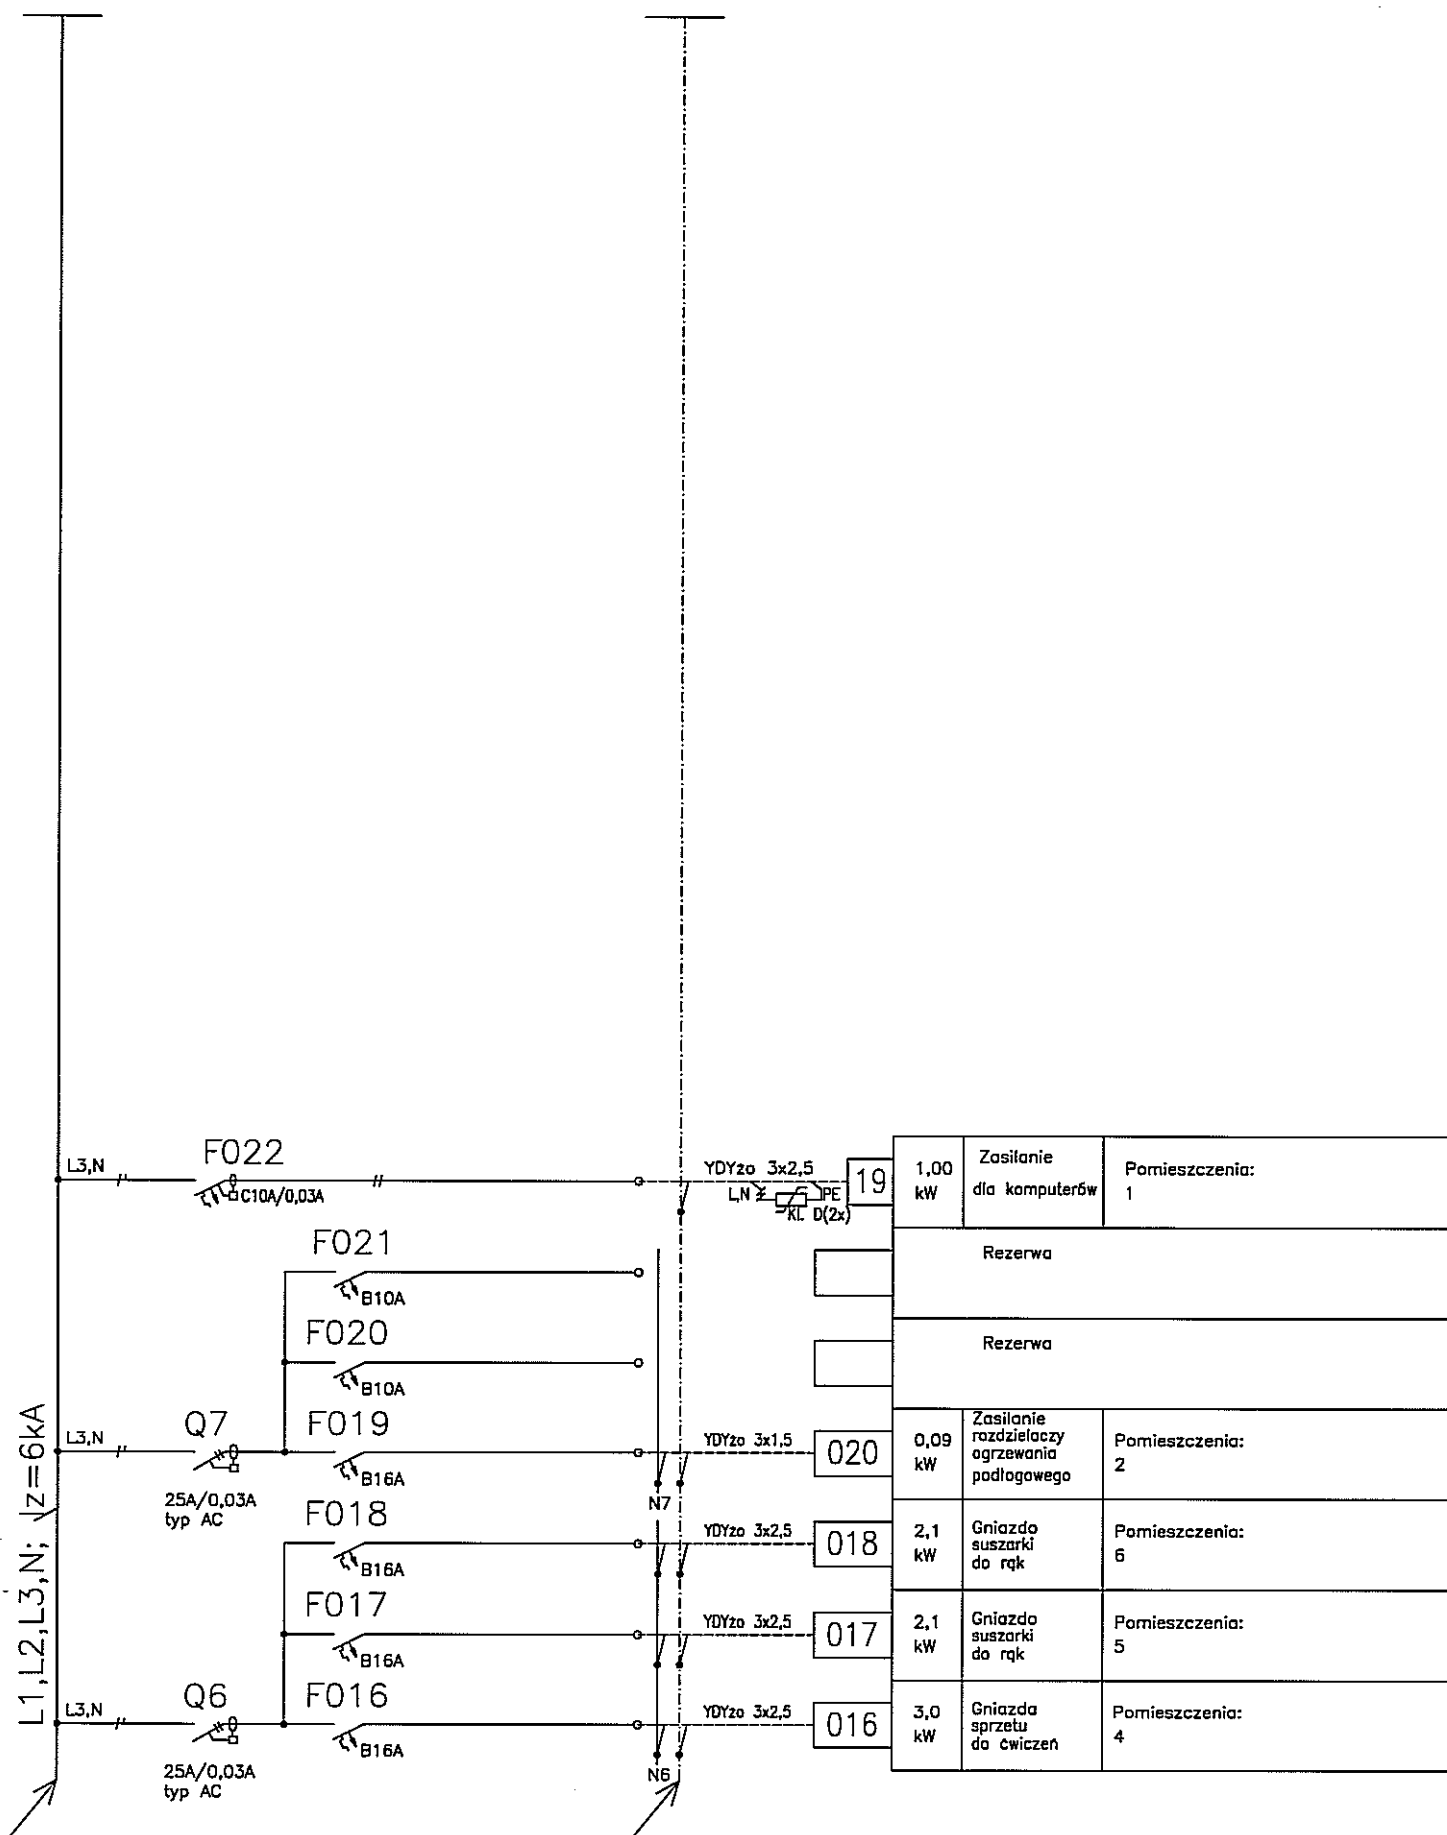 F022
L3,N
C10A/0,03A
YDYżo 3x2,5
L,N
PE
KL D(2x)
19
1,00
kW
Zasilanie
dla komputerów
Pomieszczenia:
1
F021
B10A
Rezerwa
F020
B10A
Rezerwa
L3,N
Q7
25A/0,03A
typ AC
F019
B16A
N7
YDYżo 3x1,5
020
0,09
kW
Zasilanie
rozdzielaczy
ogrzewania
podłogowego
Pomieszczenia:
2
F018
B16A
YDYżo 3x2,5
018
2,1
kW
Gniazdo
suszarki
do rąk
Pomieszczenia:
6
F017
B16A
YDYżo 3x2,5
017
2,1
kW
Gniazdo
suszarki
do rąk
Pomieszczenia:
5
L3,N
Q6
25A/0,03A
typ AC
F016
B16A
N6
YDYżo 3x2,5
016
3,0
kW
Gniazda
sprzetu
do ćwiczeń
Pomieszczenia:
4
L1,L2,L3,N; Iz=6kA